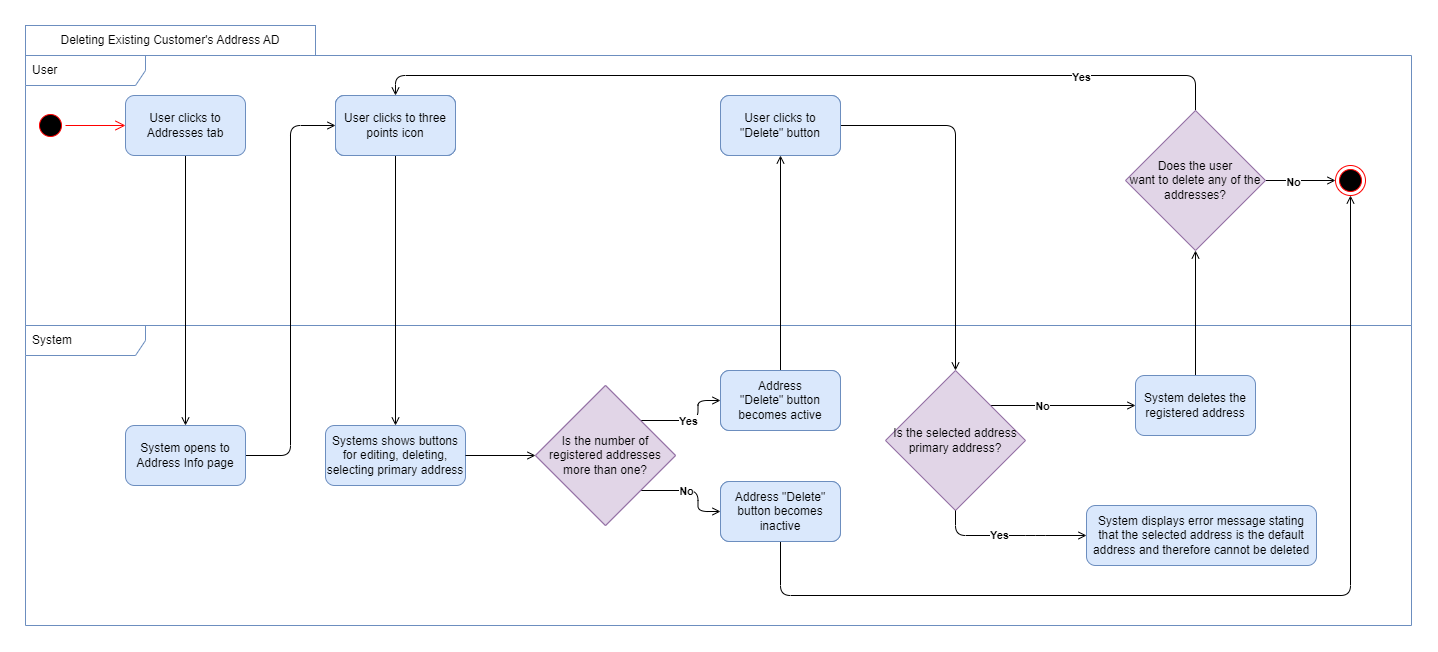 Deleting Existing Customer's Address AD
User
User clicks to
Addresses tab
User clicks to three
points icon
User clicks to
"Delete" button
Yes
Does the user
want to delete any of the
addresses?
No
System
System opens to
Address Info page
Systems shows buttons
for editing, deleting,
selecting primary address
Is the number of
registered addresses
more than one?
Yes
No
Address
"Delete" button
becomes active
Address "Delete"
button becomes
inactive
Is the selected address
primary address?
No
Yes
System deletes the
registered address
System displays error message stating
that the selected address is the default
address and therefore cannot be deleted